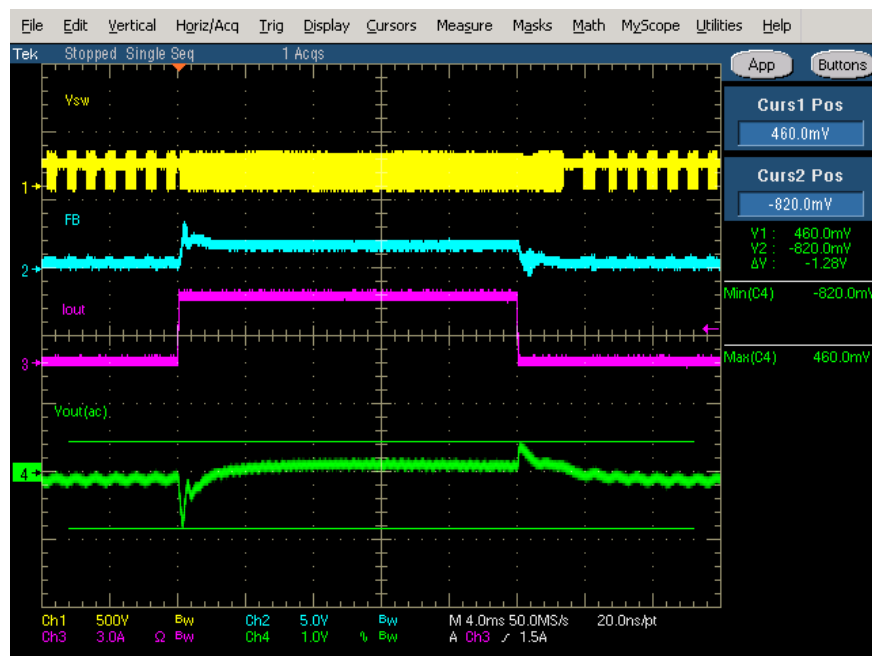 File Edit Vertical Horiz/Acq Trig Display Cursors Measure Masks Math MyScope Utilities Help
Tek Stopped Single Seq 1 Acqs
App Buttons
Curs1 Pos
460.0mV
Curs2 Pos
-820.0mV
V1 : 460.0mV
V2 : -820.0mV
ΔV : -1.28V
Min(C4) -820.0mV
Max(C4) 460.0mV
Vsw
1
FB
2
Iout
3
Vout(ac)
4
Ch1 500V Bw Ch2 5.0V Bw M 4.0ms 50.0MS/s 20.0ns/pt
Ch3 3.0A Ω Bw Ch4 1.0V Bw A Ch3 1.5A